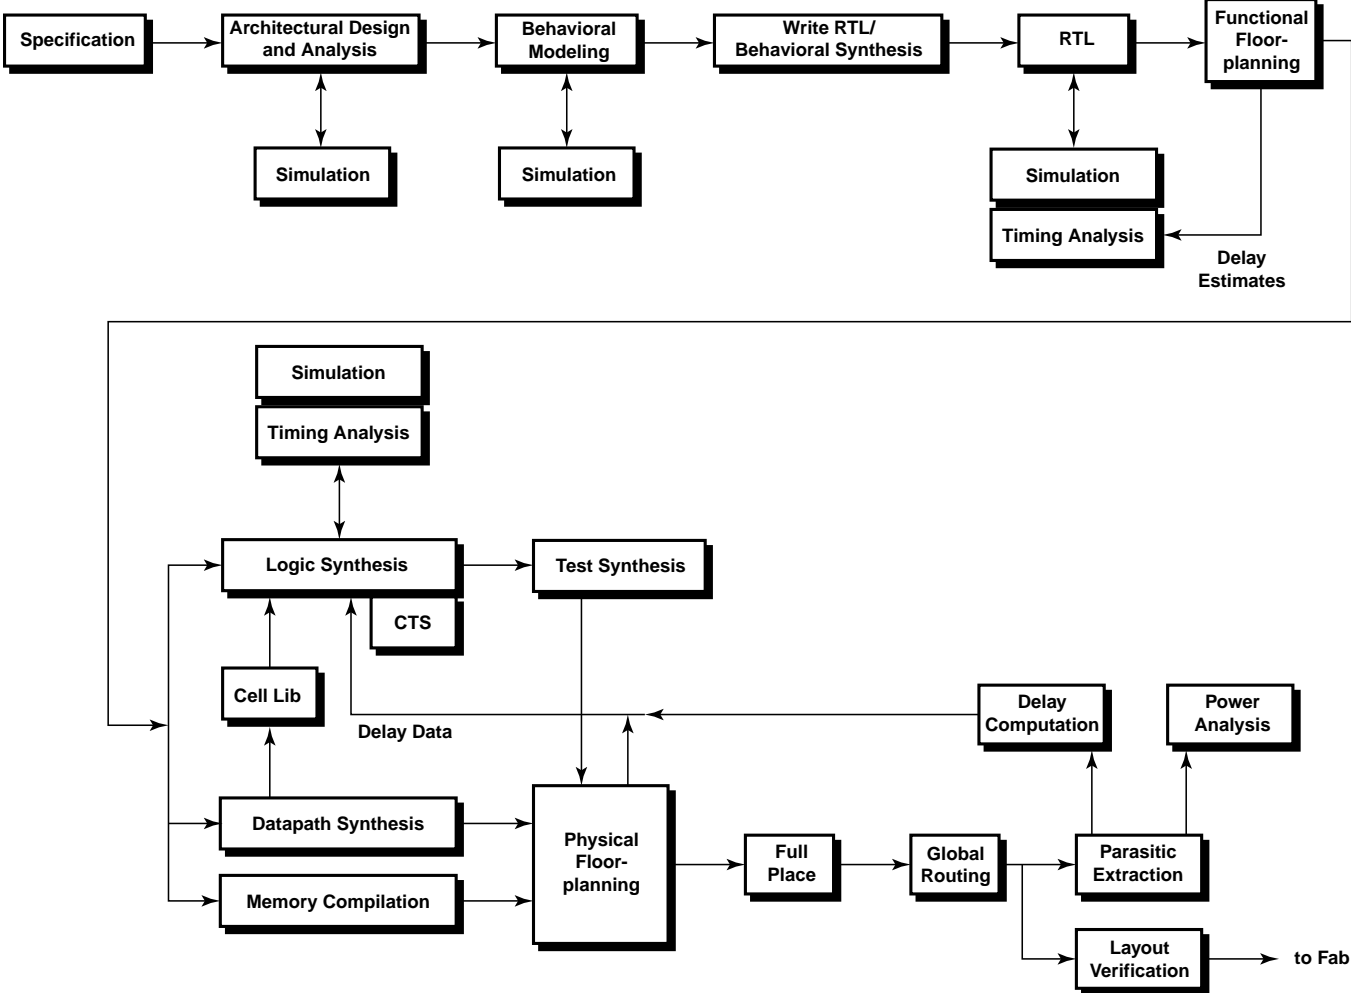 Specification
Architectural Design
and Analysis
Behavioral
Modeling
Write RTL/
Behavioral Synthesis
RTL
Functional
Floor-
planning
Simulation
Simulation
Simulation
Timing Analysis
Delay
Estimates
Simulation
Timing Analysis
Logic Synthesis
Test Synthesis
CTS
Cell Lib
Delay Data
Delay
Computation
Power
Analysis
Datapath Synthesis
Memory Compilation
Physical
Floor-
planning
Full
Place
Global
Routing
Parasitic
Extraction
Layout
Verification
to Fab